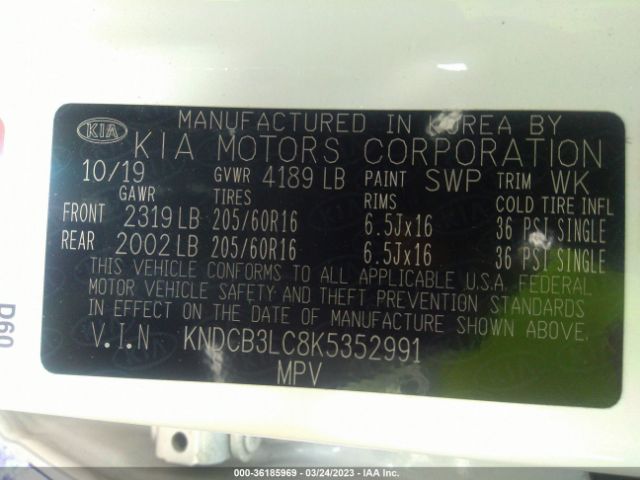 MANUFACTURED IN KOREA BY
KIA KIA MOTORS CORPORATION
10/19 GVWR 4189 LB PAINT SWP TRIM WK
GAWR TIRES RIMS COLD TIRE INFL
FRONT 2319 LB 205/60R16 6.5Jx16 36 PSI SINGLE
REAR 2002 LB 205/60R16 6.5Jx16 36 PSI SINGLE
THIS VEHICLE CONFORMS TO ALL APPLICABLE U.S.A. FEDERAL
MOTOR VEHICLE SAFETY AND THEFT PREVENTION STANDARDS
IN EFFECT ON THE DATE OF MANUFACTURE SHOWN ABOVE.
V.I.N KNDCB3LC8K5352991
MPV
D60
000-36185969 — 03/24/2023 — IAA Inc.